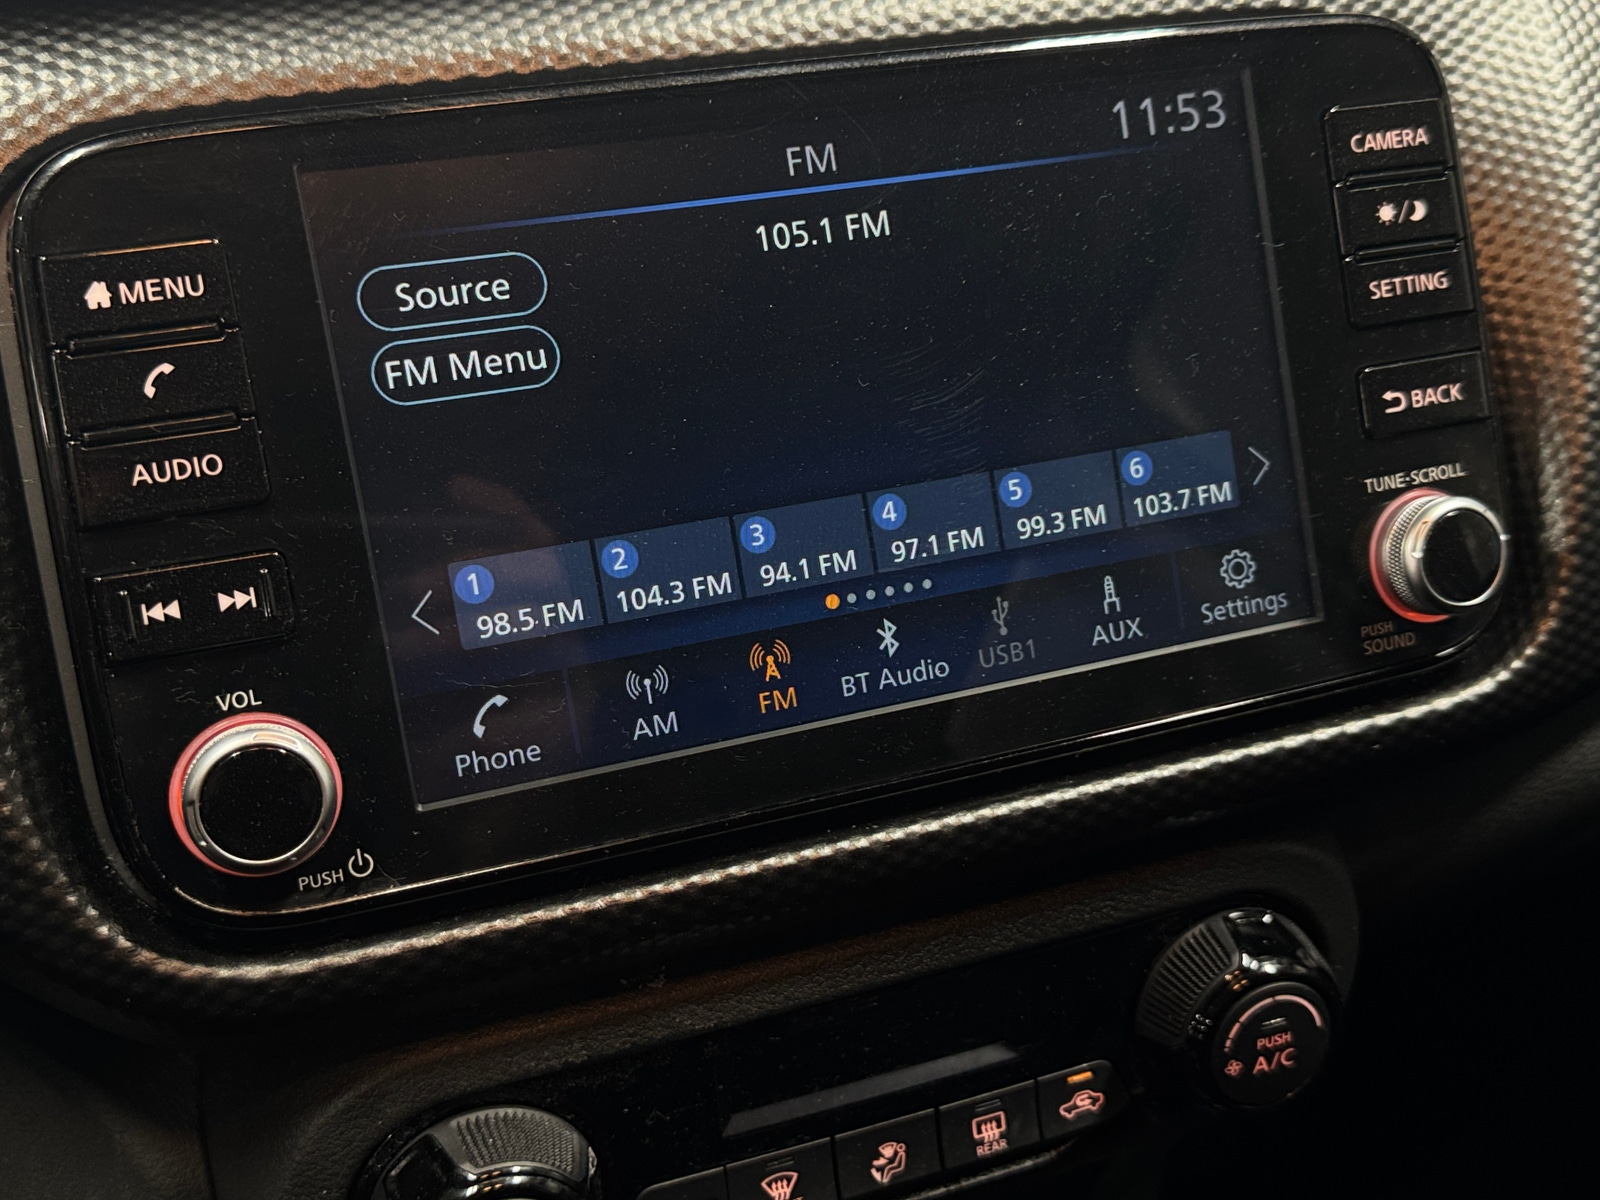 11:53
FM
105.1 FM
Source
FM Menu
1
98.5 FM
2
104.3 FM
3
94.1 FM
4
97.1 FM
5
99.3 FM
6
103.7 FM
Phone
AM
FM
BT Audio
USB1
AUX
Settings
MENU
AUDIO
VOL
PUSH
CAMERA
SETTING
BACK
TUNE·SCROLL
PUSH
SOUND
PUSH
A/C
REAR